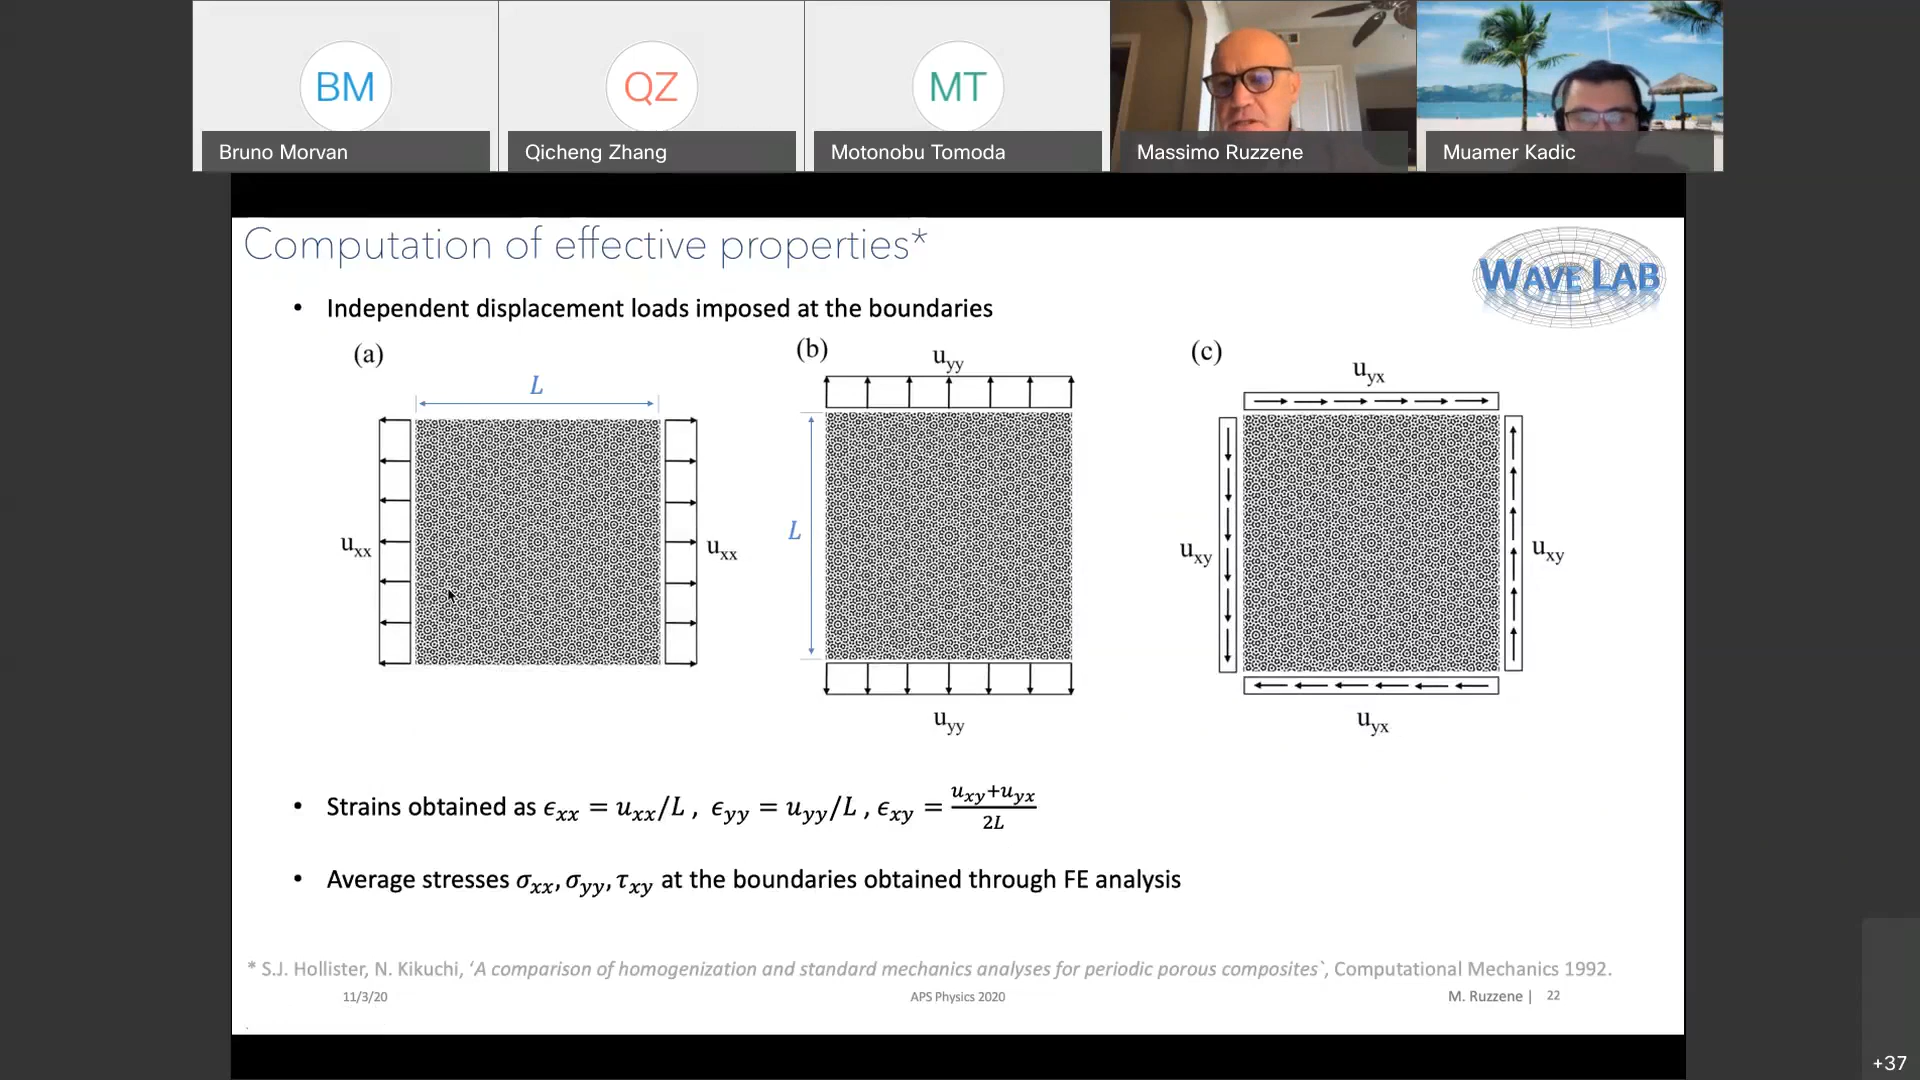 BM
QZ
MT
Bruno Morvan
Qicheng Zhang
Motonobu Tomoda
Massimo Ruzzene
Muamer Kadic
Computation of effective properties*
WAVE LAB
• Independent displacement loads imposed at the boundaries
(a)
L
u_xx
u_xx
(b)
u_yy
L
u_yy
(c)
u_yx
u_xy
u_xy
u_yx
• Strains obtained as ϵ_xx = u_xx/L , ϵ_yy = u_yy/L , ϵ_xy = (u_xy+u_yx)/2L
• Average stresses σ_xx, σ_yy, τ_xy at the boundaries obtained through FE analysis
* S.J. Hollister, N. Kikuchi, ‘A comparison of homogenization and standard mechanics analyses for periodic porous composites`, Computational Mechanics 1992.
11/3/20
APS Physics 2020
M. Ruzzene | 22
+37